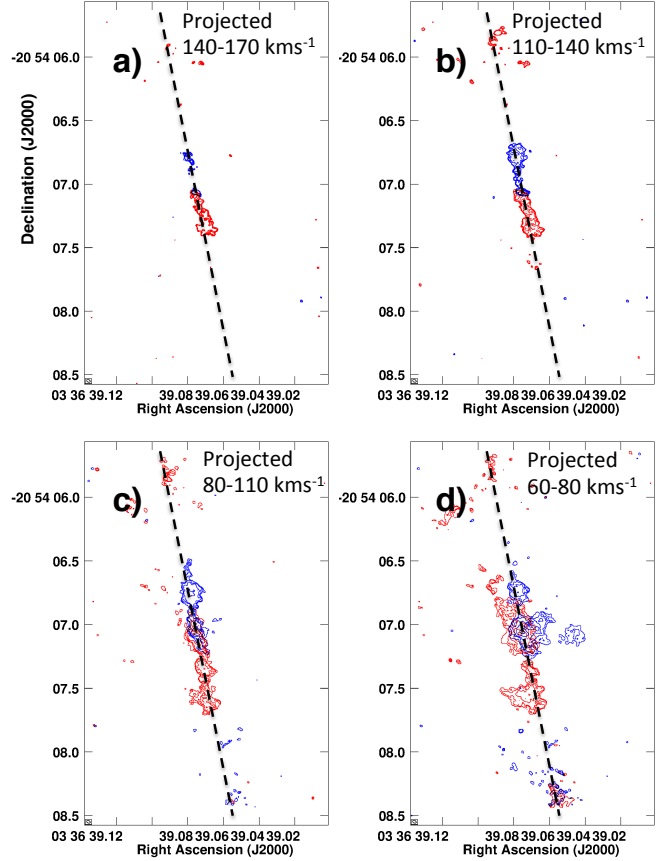 Projected
140-170 kms-1
a)
-20 54 06.0
06.5
07.0
07.5
08.0
08.5
Declination (J2000)
03 36 39.12
39.08 39.06 39.04 39.02
Right Ascension (J2000)
Projected
110-140 kms-1
b)
-20 54 06.0
06.5
07.0
07.5
08.0
08.5
03 36 39.12
39.08 39.06 39.04 39.02
Right Ascension (J2000)
Projected
80-110 kms-1
c)
-20 54 06.0
06.5
07.0
07.5
08.0
08.5
03 36 39.12
39.08 39.06 39.04 39.02
Right Ascension (J2000)
Projected
60-80 kms-1
d)
-20 54 06.0
06.5
07.0
07.5
08.0
08.5
03 36 39.12
39.08 39.06 39.04 39.02
Right Ascension (J2000)